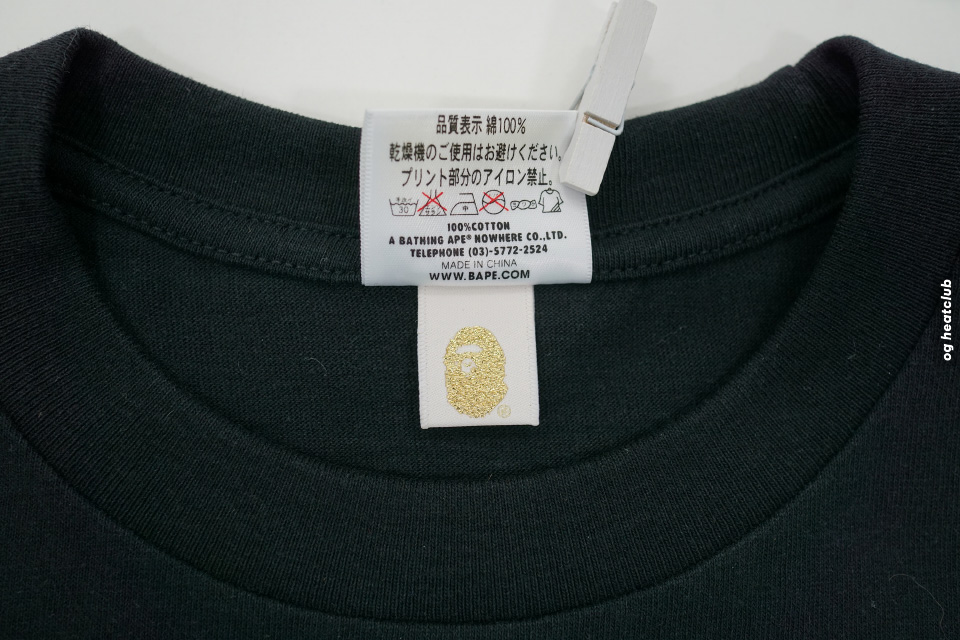 品質表示 綿100%
乾燥機のご使用はお避けください。
プリント部分のアイロン禁止。
30 中
100%COTTON
A BATHING APE® NOWHERE CO.,LTD.
TELEPHONE (03)-5772-2524
MADE IN CHINA
WWW.BAPE.COM
og heatclub